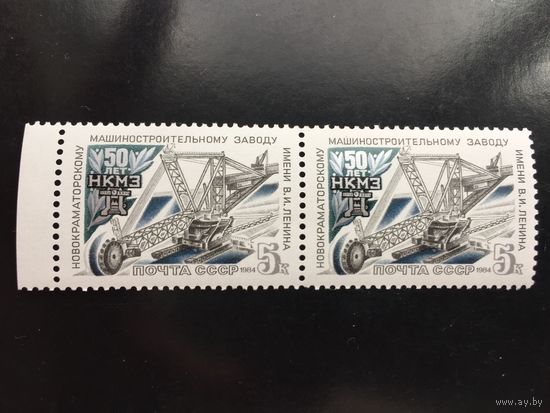 НОВОКРАМАТОРСКОМУ
МАШИНОСТРОИТЕЛЬНОМУ ЗАВОДУ
ИМЕНИ В.И. ЛЕНИНА
50
ЛЕТ
НКМЗ
ПОЧТА СССР 1984 5К
НОВОКРАМАТОРСКОМУ
МАШИНОСТРОИТЕЛЬНОМУ ЗАВОДУ
ИМЕНИ В.И. ЛЕНИНА
50
ЛЕТ
НКМЗ
ПОЧТА СССР 1984 5К
www.ay.by